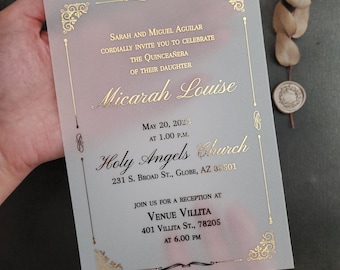 Sarah and Miguel Aguilar
cordially invite you to celebrate
the Quinceañera
of their daughter
Micarah Louise
May 20,
at 1.00 p.m.
Holy Angels Church
231 S. Broad St., Globe, AZ
join us for a reception at
Venue Villita
401 Villita St., 78205
at 6.00 pm